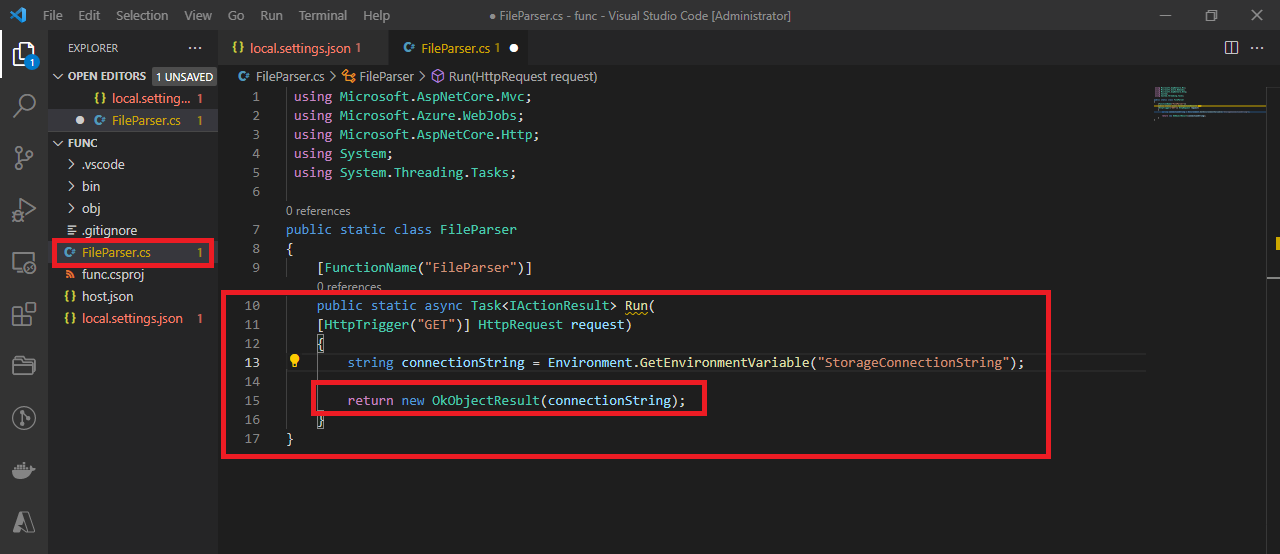 File Edit Selection View Go Run Terminal Help ● FileParser.cs - func - Visual Studio Code [Administrator]
1
EXPLORER ···
OPEN EDITORS 1 UNSAVED
{} local.setting... 1
● FileParser.cs 1
FUNC
> .vscode
> bin
> obj
.gitignore
FileParser.cs 1
func.csproj
{} host.json
{} local.settings.json 1
{} local.settings.json 1 FileParser.cs 1 ●
FileParser.cs > FileParser > Run(HttpRequest request)
1 using Microsoft.AspNetCore.Mvc;
2 using Microsoft.Azure.WebJobs;
3 using Microsoft.AspNetCore.Http;
4 using System;
5 using System.Threading.Tasks;
6
0 references
7 public static class FileParser
8 {
9 [FunctionName("FileParser")]
0 references
10 public static async Task<IActionResult> Run(
11 [HttpTrigger("GET")] HttpRequest request)
12 {
13 string connectionString = Environment.GetEnvironmentVariable("StorageConnectionString");
14
15 return new OkObjectResult(connectionString);
16 }
17 }